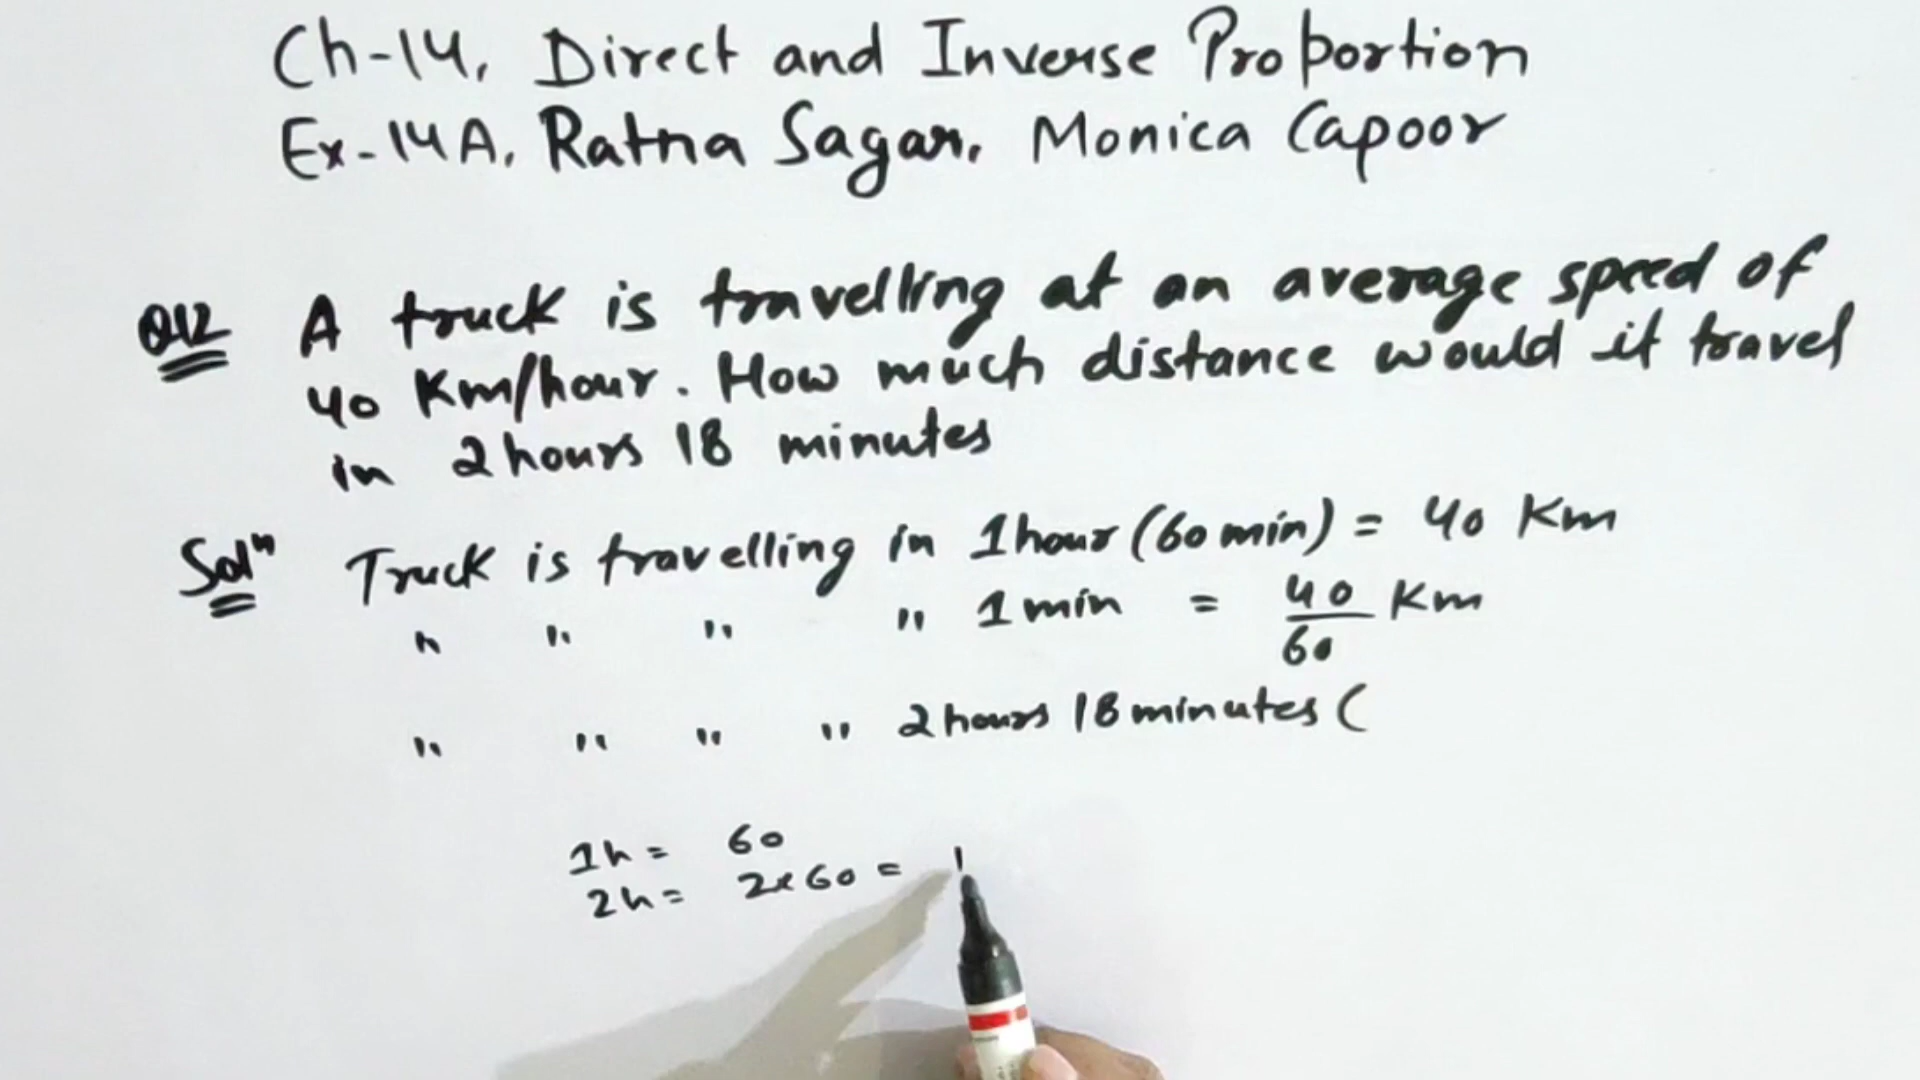 Ch-14, Direct and Inverse Proportion
Ex-14A, Ratna Sagar, Monica Capoor
Q12 A truck is travelling at an average speed of
40 Km/hour. How much distance would it travel
in 2 hours 18 minutes
Solⁿ Truck is travelling in 1 hour (60 min) = 40 Km
" " " " 1 min = 40/60 Km
" " " " 2 hours 18 minutes (
1h = 60
2h = 2x60 = 1